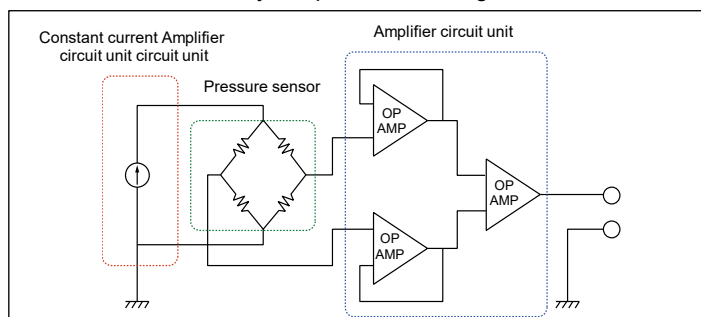 Constant current Amplifier
circuit unit circuit unit
Pressure sensor
Amplifier circuit unit
OP
AMP
OP
AMP
OP
AMP